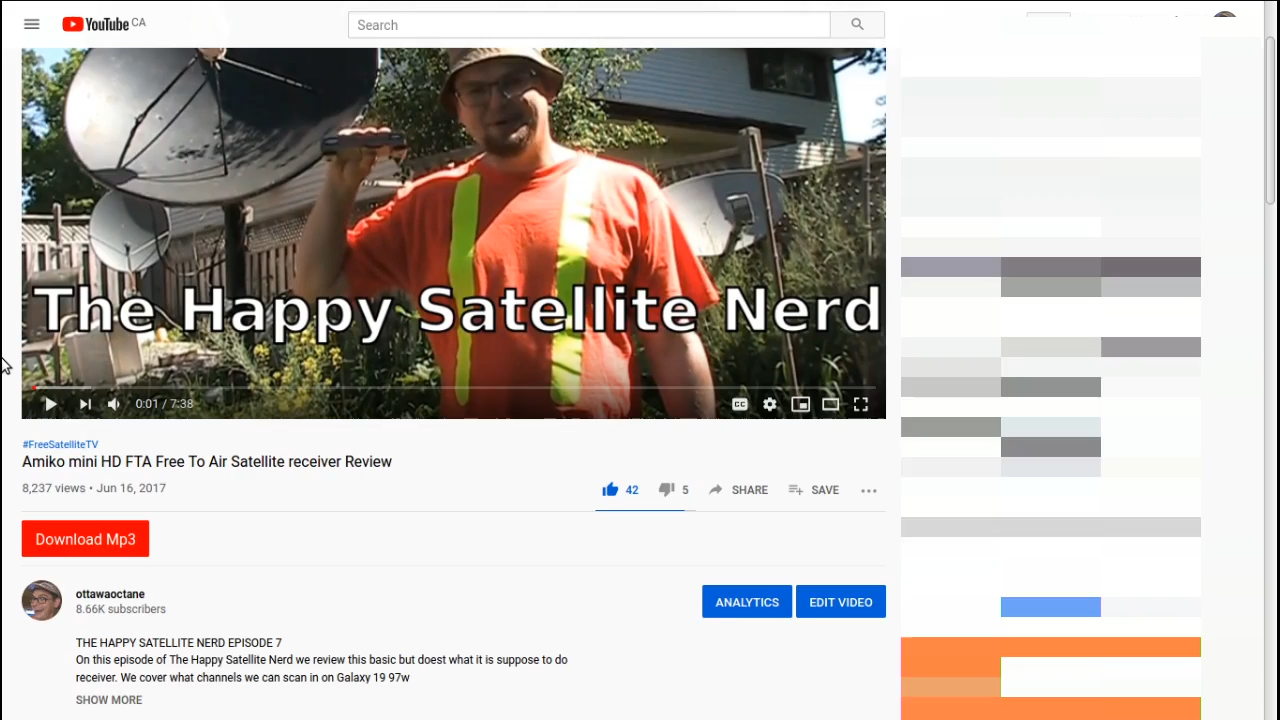 YouTube CA
Search
The Happy Satellite Nerd
0:01 / 7:38
CC
#FreeSatelliteTV
Amiko mini HD FTA Free To Air Satellite receiver Review
8,237 views • Jun 16, 2017
42
5
SHARE
SAVE
Download Mp3
ottawaoctane
8.66K subscribers
ANALYTICS
EDIT VIDEO
THE HAPPY SATELLITE NERD EPISODE 7
On this episode of The Happy Satellite Nerd we review this basic but doest what it is suppose to do
receiver. We cover what channels we can scan in on Galaxy 19 97w
SHOW MORE